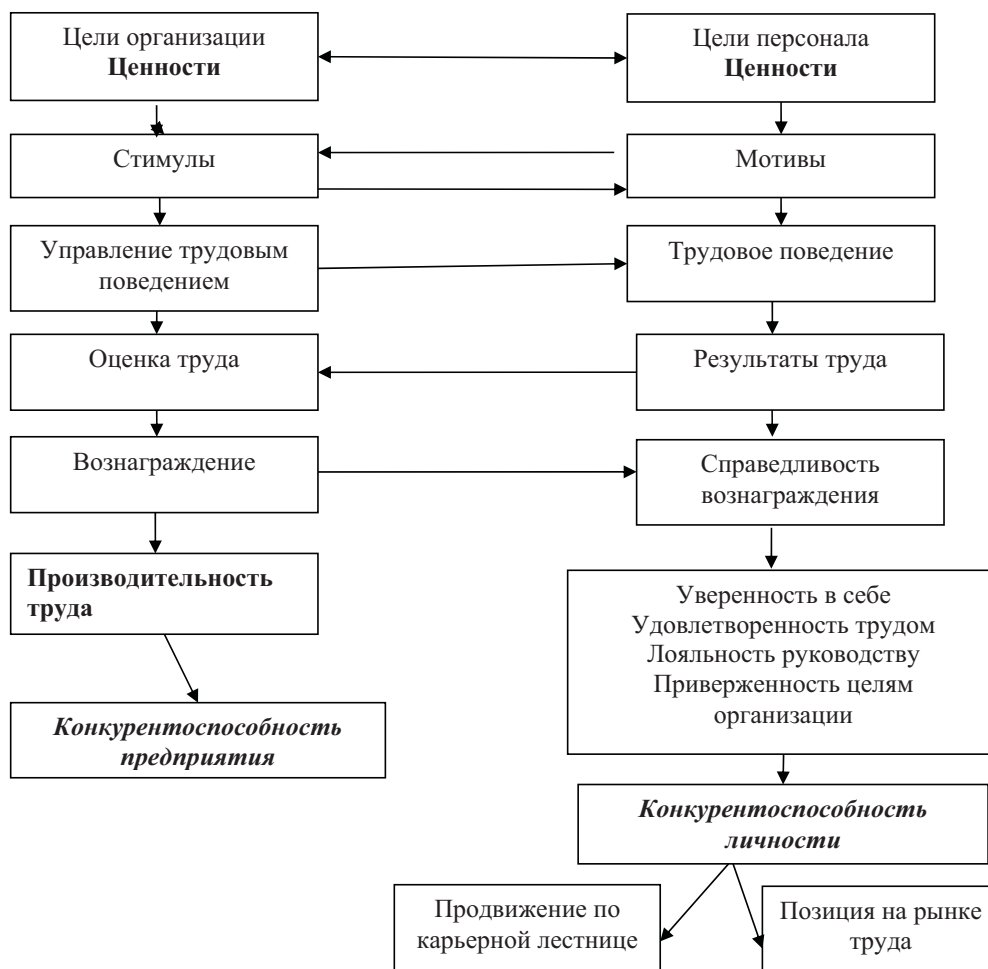 Цели организации
Ценности
Цели персонала
Ценности
Стимулы
Мотивы
Управление трудовым
поведением
Трудовое поведение
Оценка труда
Результаты труда
Вознаграждение
Справедливость
вознаграждения
Производительность
труда
Уверенность в себе
Удовлетворенность трудом
Лояльность руководству
Приверженность целям
организации
Конкурентоспособность
предприятия
Конкурентоспособность
личности
Продвижение по
карьерной лестнице
Позиция на рынке
труда